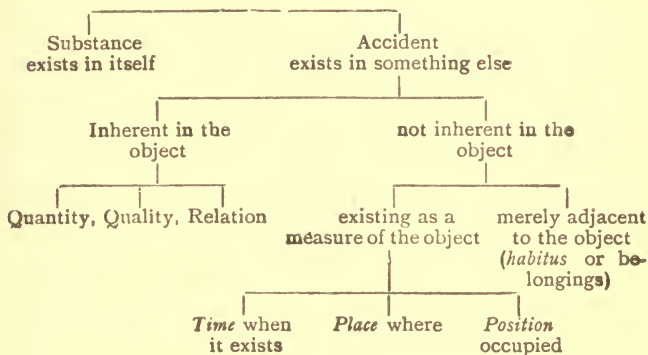 Substance
exists in itself
Accident
exists in something else
Inherent in the
object
not inherent in the
object
Quantity, Quality, Relation
existing as a
measure of the object
merely adjacent
to the object
(habitus or be-
longings)
Time when
it exists
Place where
Position
occupied